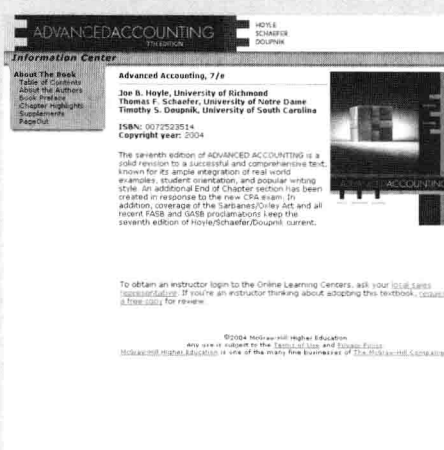 ADVANCEDACCOUNTING
7TH EDITION
HOYLE
SCHAEFER
DOUPNIK
Information Center
About The Book
Table of Contents
About the Authors
Book Preface
Chapter Highlights
Supplements
PageOut
Advanced Accounting, 7/e
Joe B. Hoyle, University of Richmond
Thomas F. Schaefer, University of Notre Dame
Timothy S. Doupnik, University of South Carolina
ISBN: 0072523514
Copyright year: 2004
The seventh edition of ADVANCED ACCOUNTING is a
solid revision to a successful and comprehensive text,
known for its ample integration of real world
examples, student orientation, and popular writing
style. An additional End of Chapter section has been
created in response to the new CPA exam. In
addition, coverage of the Sarbanes/Oxley Act and all
recent FASB and GASB proclamations keep the
seventh edition of Hoyle/Schaefer/Doupnik current.
ADVANCED ACCOUNTING
To obtain an instructor login to the Online Learning Centers, ask your local sales
representative. If you're an instructor thinking about adopting this textbook, reques
a free copy for review.
©2004 McGraw-Hill Higher Education
Any use is subject to the Terms of Use and Privacy Policy.
McGraw-Hill Higher Education is one of the many fine businesses of The McGraw-Hill Companie